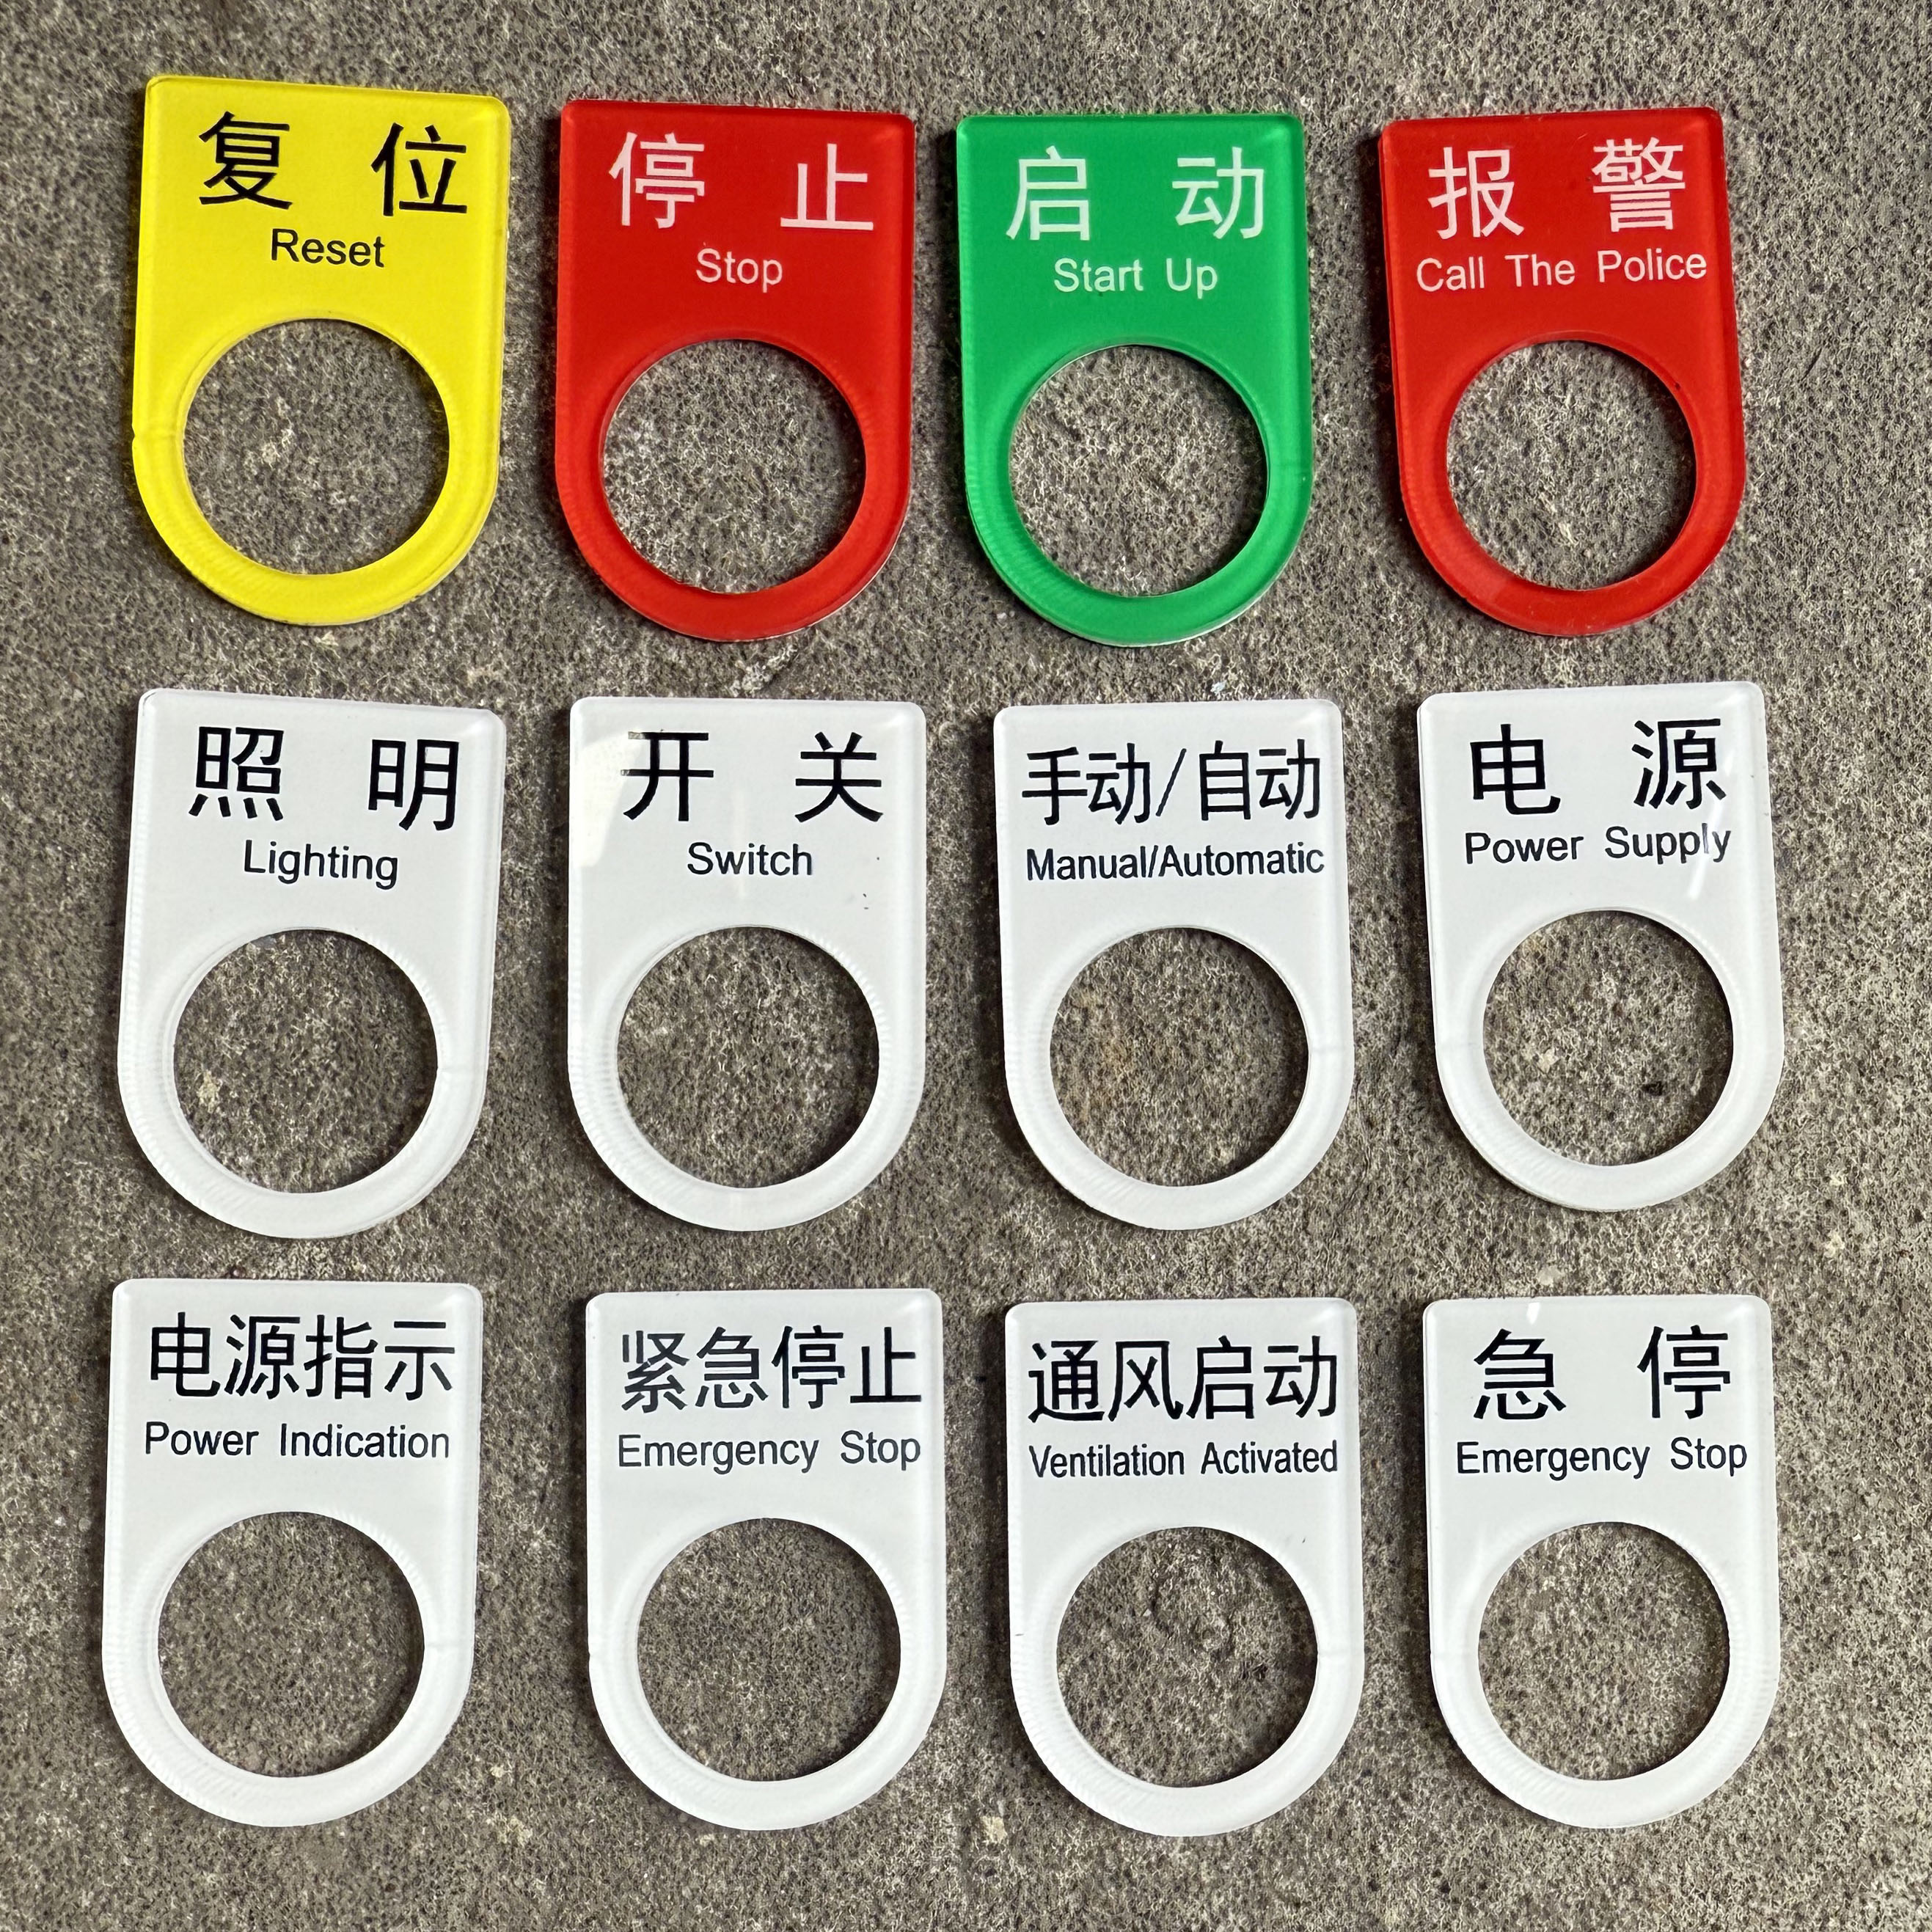 复 位
Reset
停 止
Stop
启 动
Start Up
报 警
Call The Police
照 明
Lighting
开 关
Switch
手动/自动
Manual/Automatic
电 源
Power Supply
电源指示
Power Indication
紧急停止
Emergency Stop
通风启动
Ventilation Activated
急 停
Emergency Stop